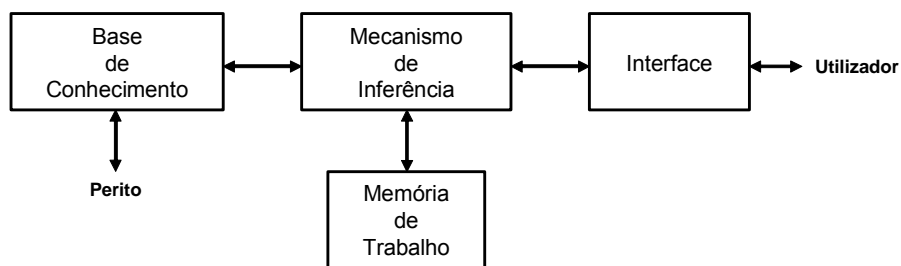 Base
de
Conhecimento
Mecanismo
de
Inferência
Interface
Utilizador
Perito
Memória
de
Trabalho